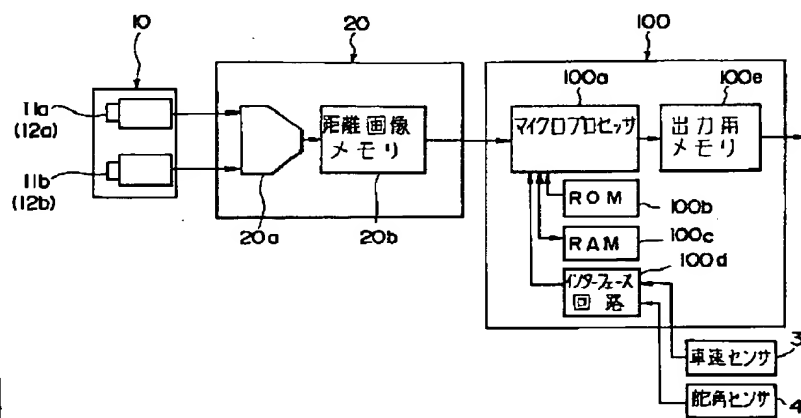 10
20
100
11a
(12a)
11b
(12b)
20a
距離画像
メモリ
20b
100a
マイクロプロセッサ
100e
出力用
メモリ
ROM
100b
RAM
100c
インターフェース
回路
100d
車速センサ
3
舵角センサ
4